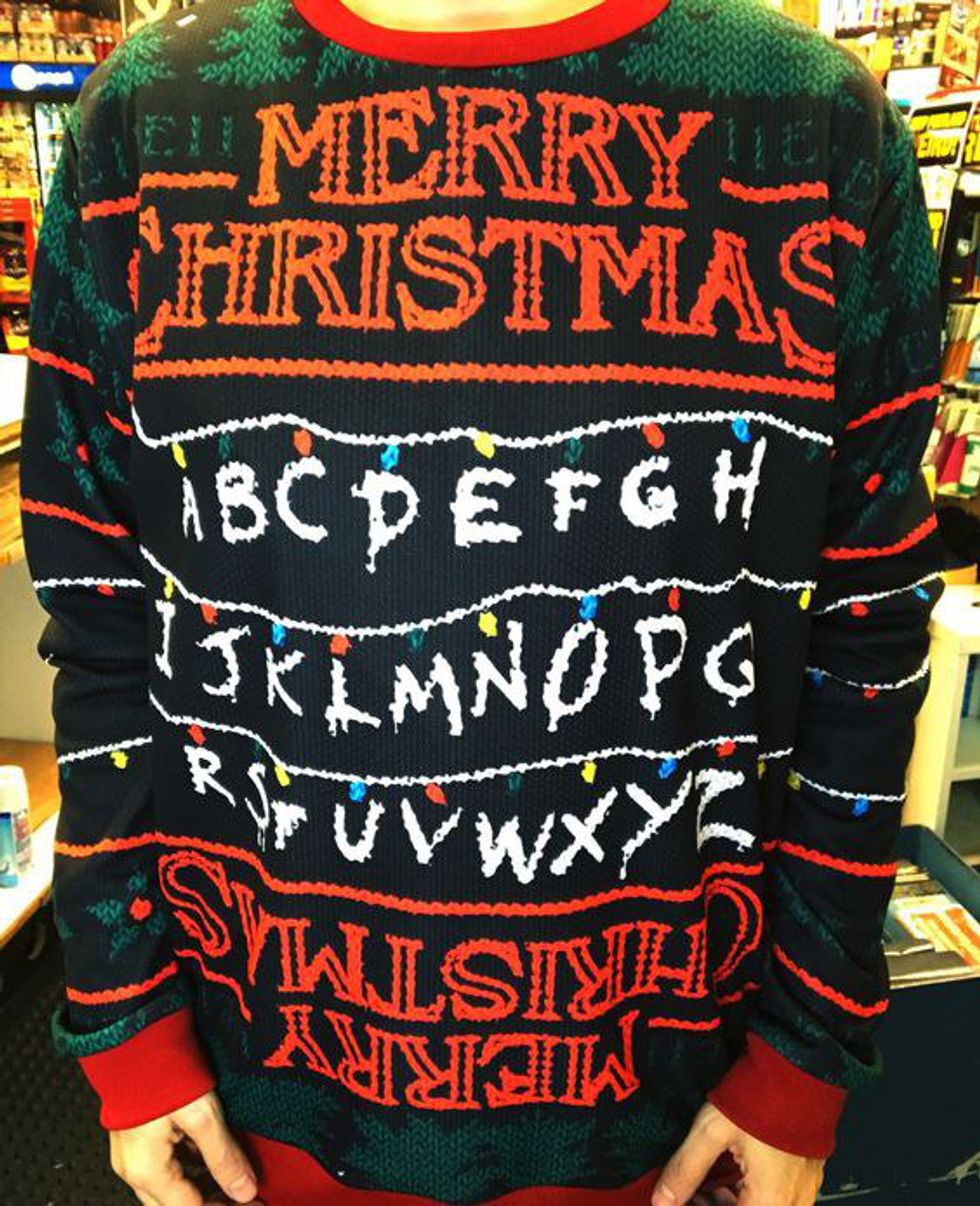 MERRY
CHRISTMAS
ABCDEFGH
IJKLMNOPQ
RSTUVWXYZ
CHRISTMAS
MERRY